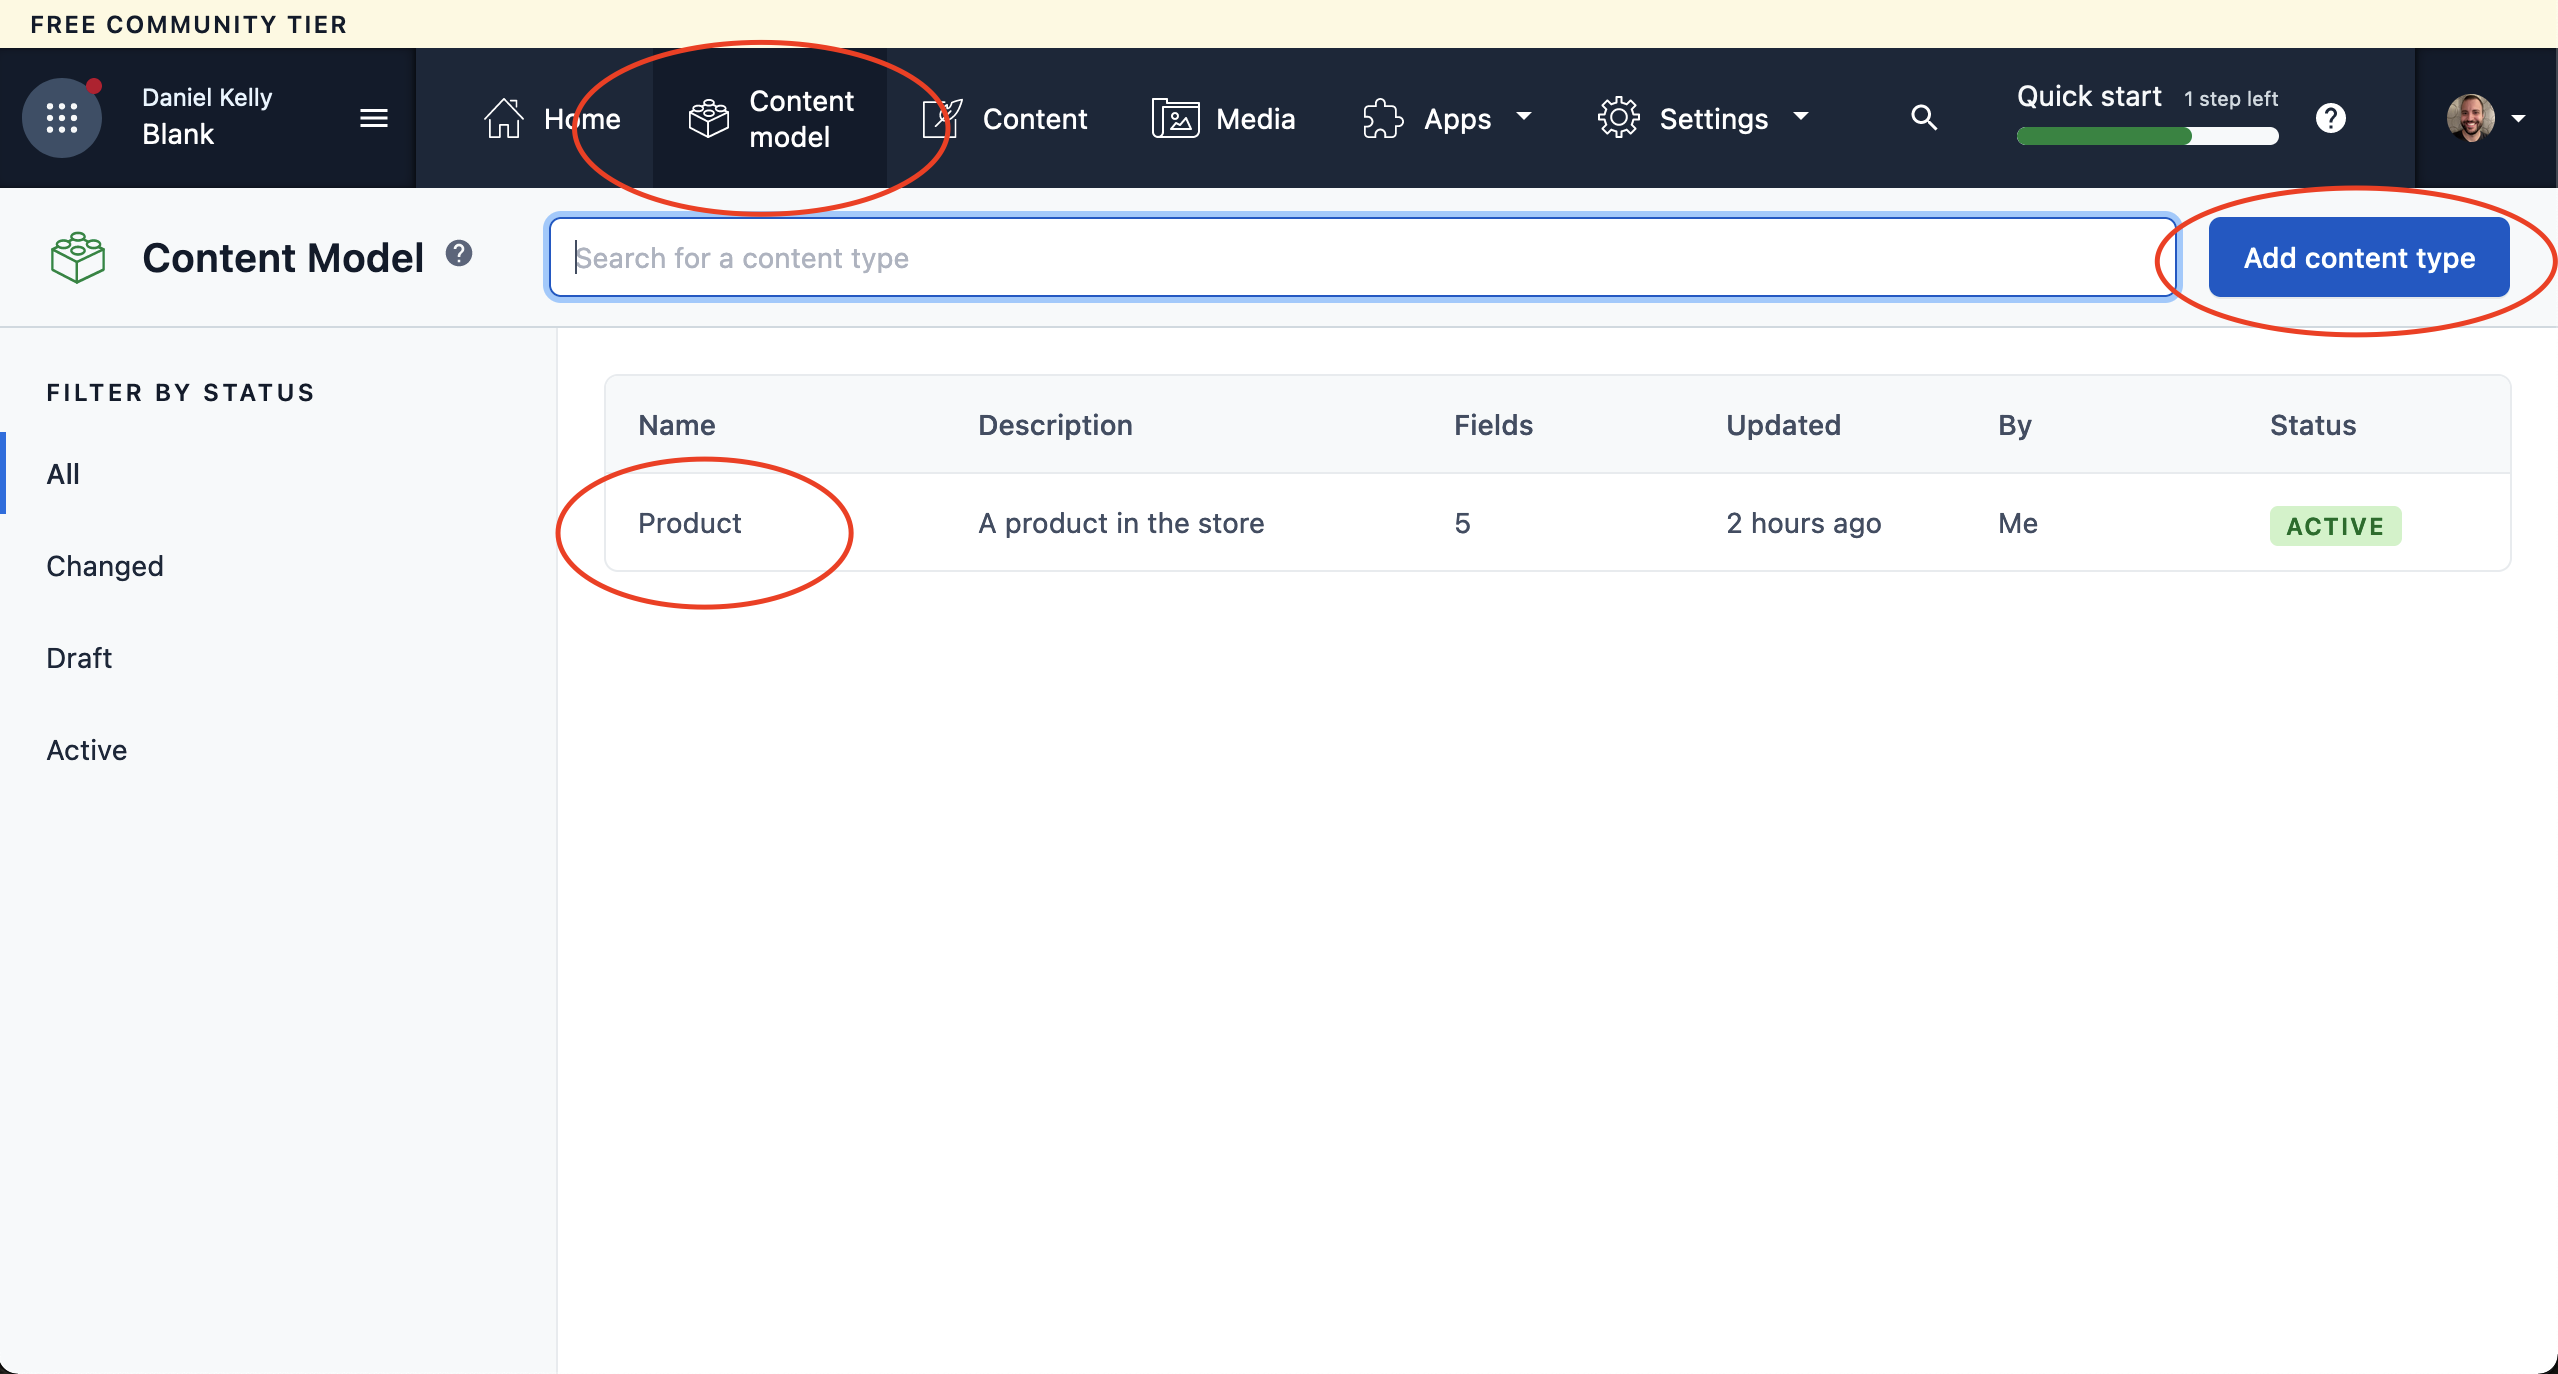 FREE COMMUNITY TIER
Daniel Kelly
Blank
Home
Content
model
Content
Media
Apps
Settings
Quick start 1 step left
?
Content Model ?
Search for a content type
Add content type
FILTER BY STATUS
All
Changed
Draft
Active
Name Description Fields Updated By Status
Product A product in the store 5 2 hours ago Me ACTIVE